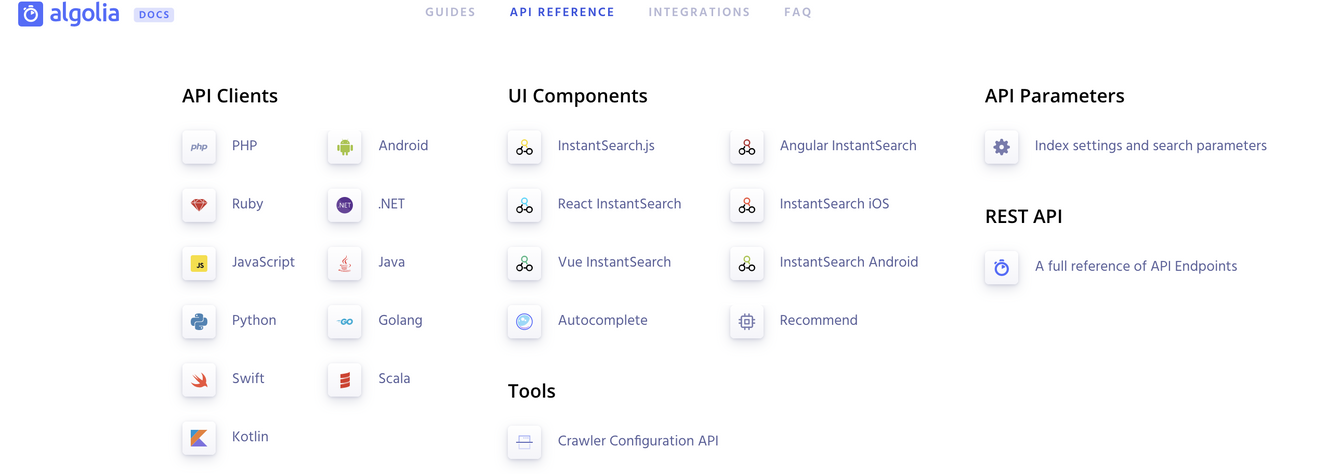 algolia DOCS
GUIDES API REFERENCE INTEGRATIONS FAQ
API Clients
php PHP
Android
Ruby
NET .NET
JS JavaScript
Java
Python
GO Golang
Swift
Scala
Kotlin
UI Components
InstantSearch.js
Angular InstantSearch
React InstantSearch
InstantSearch iOS
Vue InstantSearch
InstantSearch Android
Autocomplete
Recommend
Tools
Crawler Configuration API
API Parameters
Index settings and search parameters
REST API
A full reference of API Endpoints